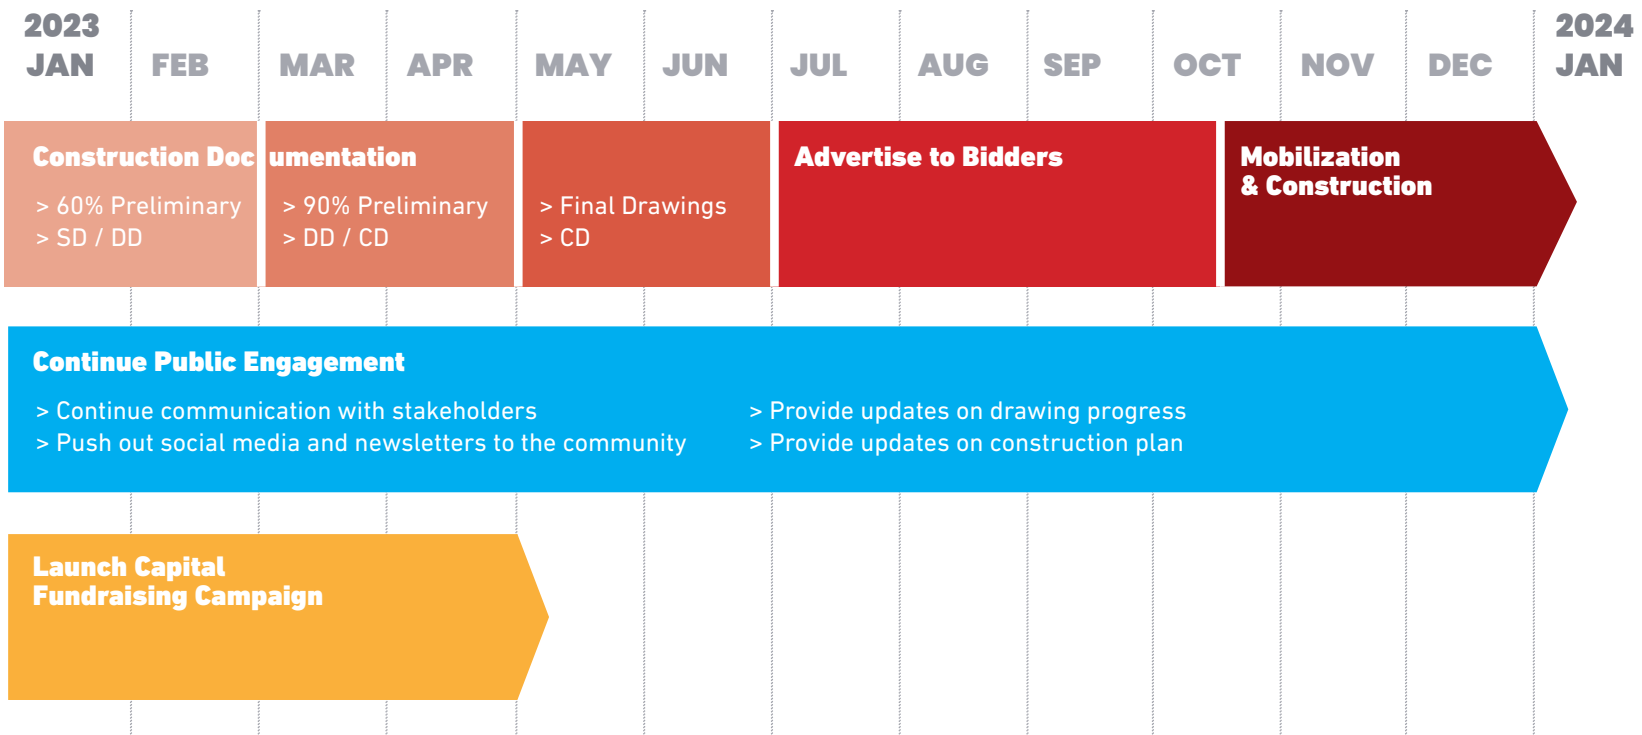 2023 2024
JAN FEB MAR APR MAY JUN JUL AUG SEP OCT NOV DEC JAN
Construction Documentation
> 60% Preliminary
> SD / DD
> 90% Preliminary
> DD / CD
> Final Drawings
> CD
Advertise to Bidders
Mobilization
& Construction
Continue Public Engagement
> Continue communication with stakeholders
> Push out social media and newsletters to the community
> Provide updates on drawing progress
> Provide updates on construction plan
Launch Capital
Fundraising Campaign